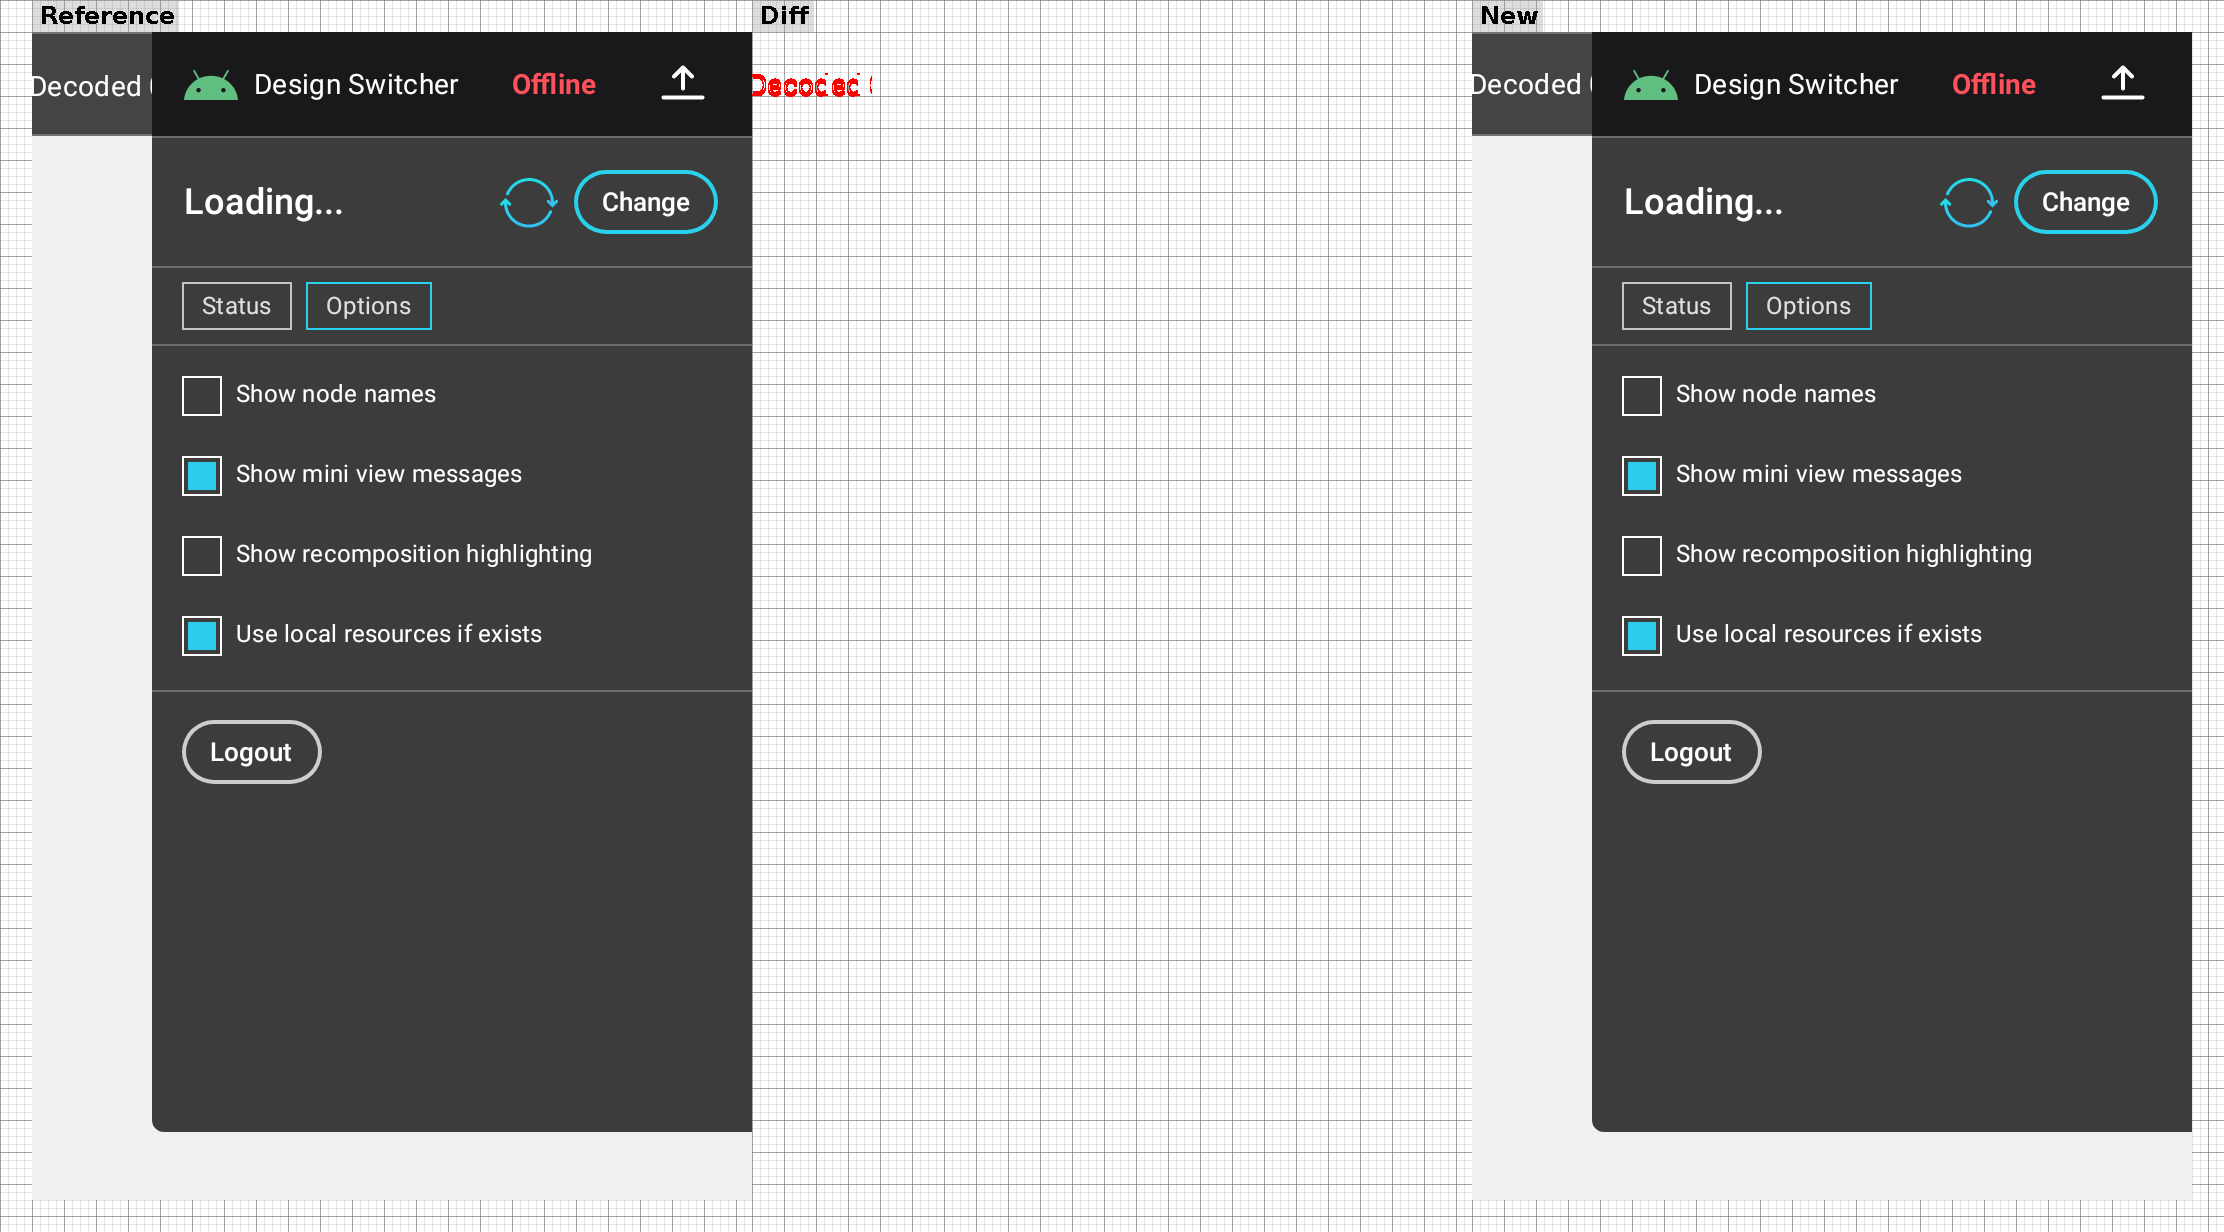 Reference
Diff
New
Decoded
Design Switcher
Offline
Decoded
Decoded
Design Switcher
Offline
Loading...
Change
Loading...
Change
Status
Options
Status
Options
Show node names
Show node names
Show mini view messages
Show mini view messages
Show recomposition highlighting
Show recomposition highlighting
Use local resources if exists
Use local resources if exists
Logout
Logout